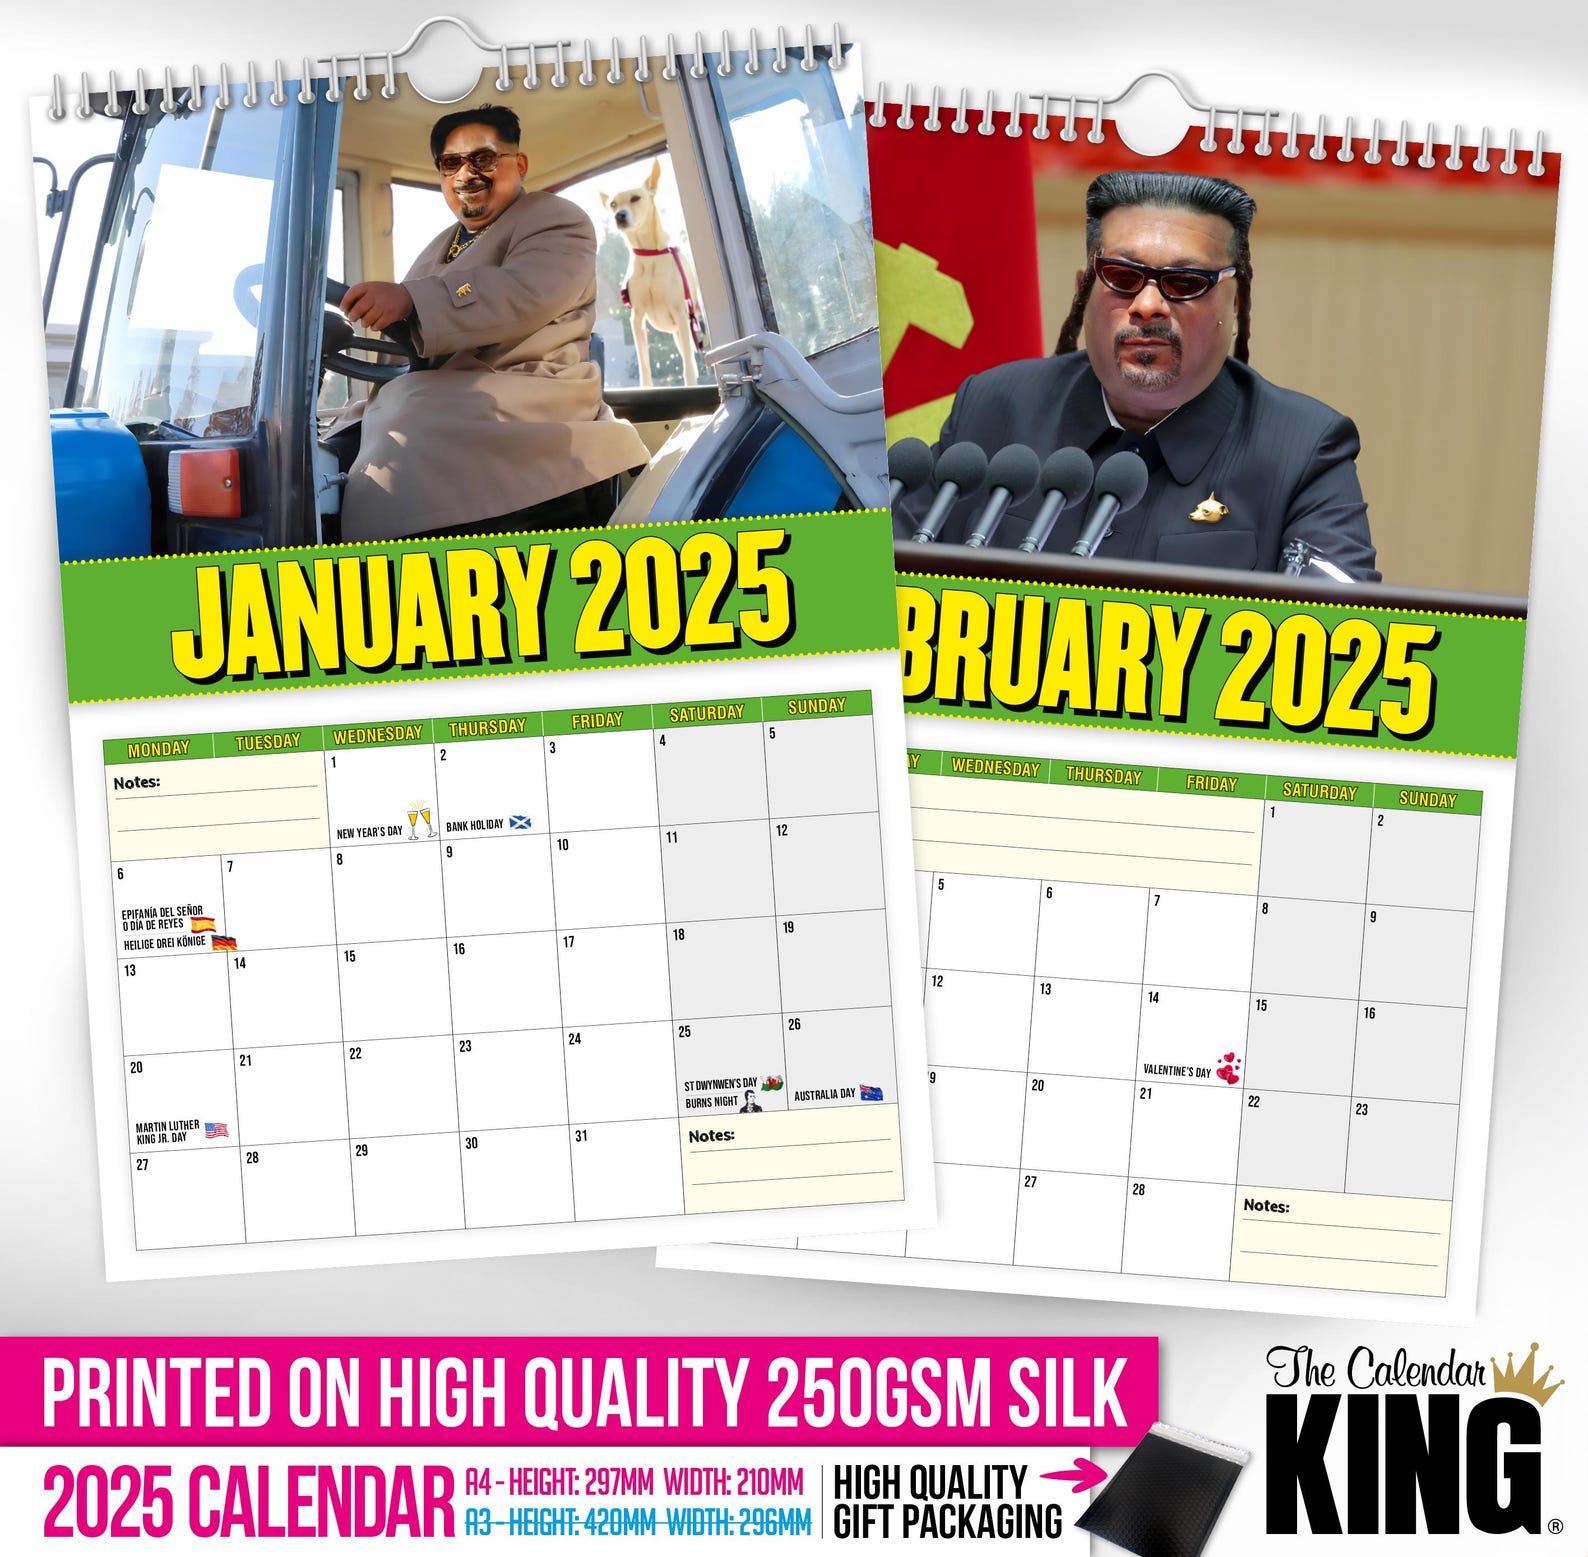 JANUARY 2025
MONDAY TUESDAY WEDNESDAY THURSDAY FRIDAY SATURDAY SUNDAY
Notes:
1 2 3 4 5
NEW YEAR'S DAY
BANK HOLIDAY
6 7 8 9 10 11 12
EPIFANÍA DEL SEÑOR
O DÍA DE REYES
HEILIGE DREI KÖNIGE
13 14 15 16 17 18 19
20 21 22 23 24 25 26
MARTIN LUTHER
KING JR. DAY
ST DWYNWEN'S DAY
BURNS NIGHT
AUSTRALIA DAY
27 28 29 30 31
Notes:
BRUARY 2025
AY WEDNESDAY THURSDAY FRIDAY SATURDAY SUNDAY
1 2
5 6 7 8 9
12 13 14 15 16
VALENTINE'S DAY
9 20 21 22 23
27 28
Notes:
PRINTED ON HIGH QUALITY 250GSM SILK
2025 CALENDAR
A4 - HEIGHT: 297MM WIDTH: 210MM
A3 - HEIGHT: 420MM WIDTH: 296MM
HIGH QUALITY
GIFT PACKAGING
The Calendar
KING®